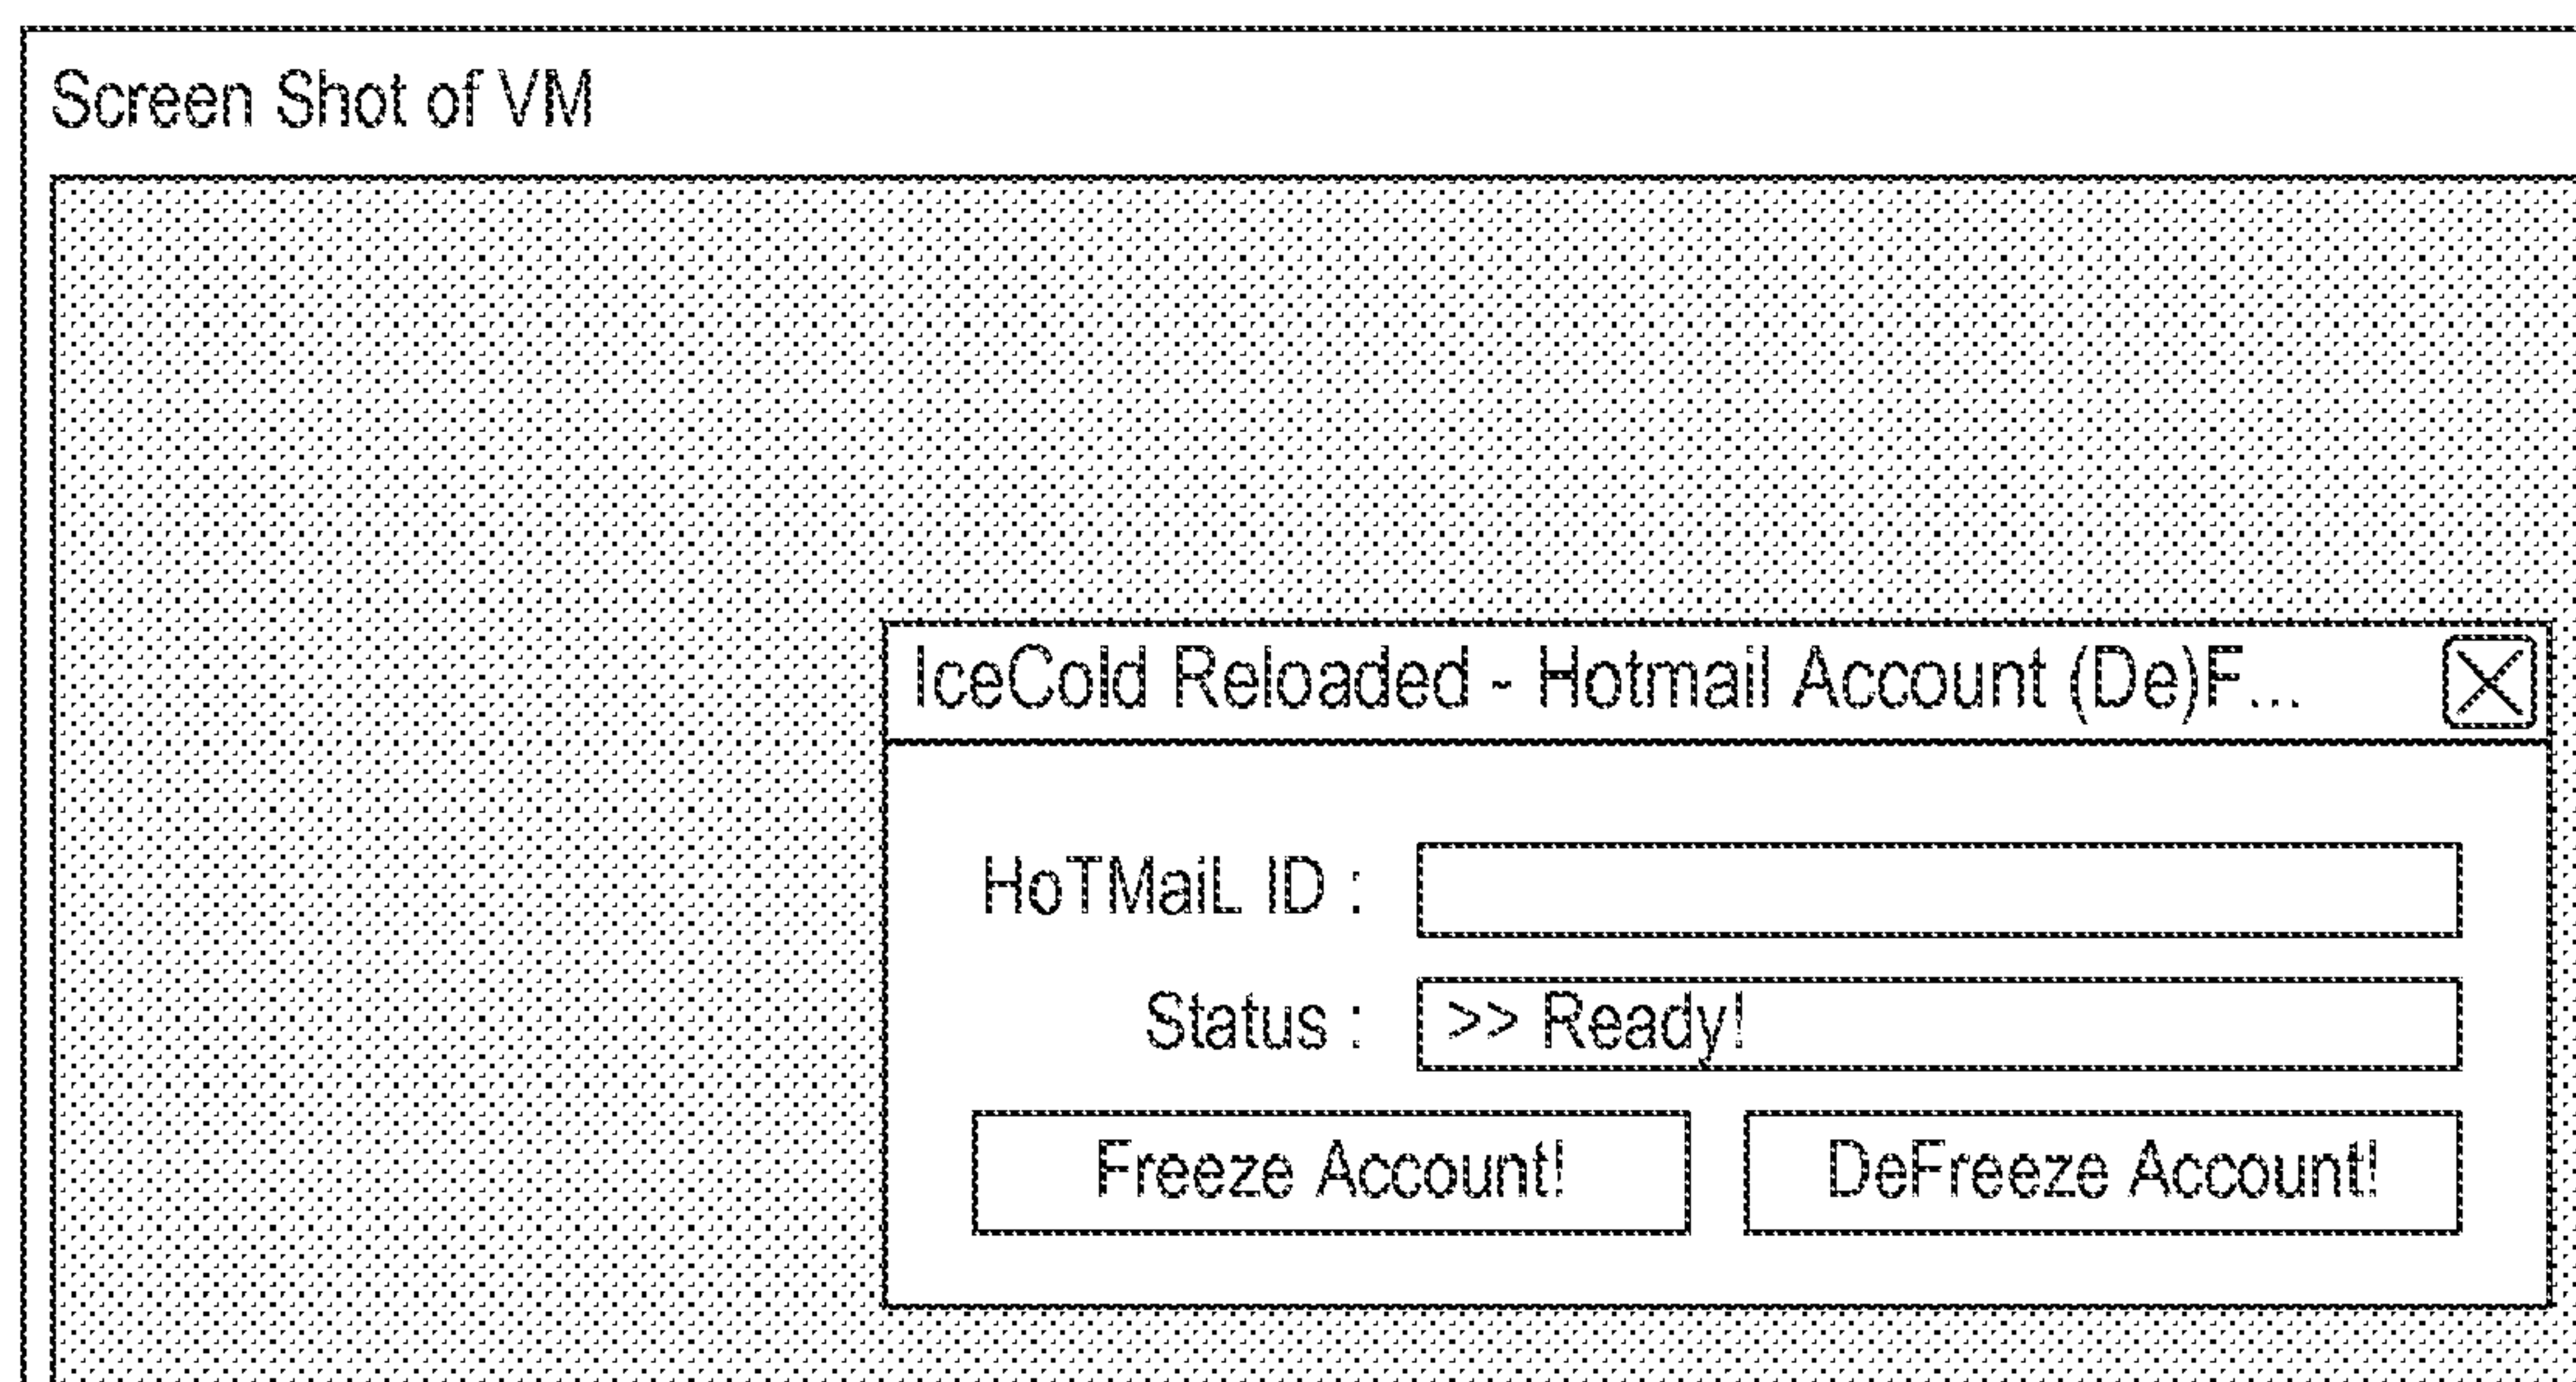 Screen Shot of VM
IceCold Reloaded - Hotmail Account (De)F...
HoTMaiL ID :
Status : >> Ready!
Freeze Account! DeFreeze Account!